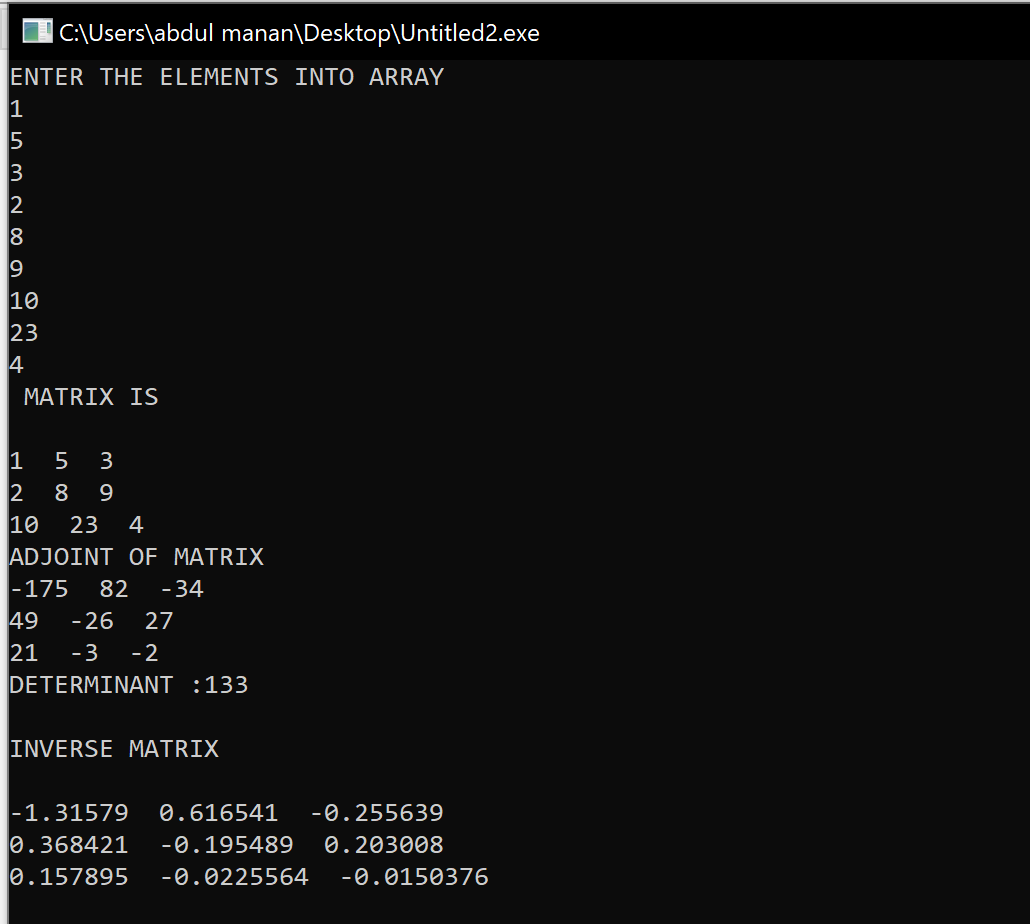 C:\Users\abdul manan\Desktop\Untitled2.exe
ENTER THE ELEMENTS INTO ARRAY
1
5
3
2
8
9
10
23
4
MATRIX IS
1  5  3
2  8  9
10  23  4
ADJOINT OF MATRIX
-175  82  -34
49  -26  27
21  -3  -2
DETERMINANT :133
INVERSE MATRIX
-1.31579  0.616541  -0.255639
0.368421  -0.195489  0.203008
0.157895  -0.0225564  -0.0150376